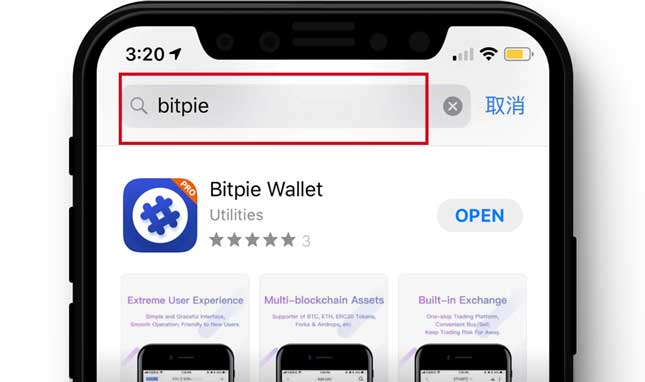 3:20
bitpie
取消
PRO
Bitpie Wallet
Utilities
OPEN
3
Extreme User Experience
Simple and Graceful Interface,
Smooth Operation; Friendly to New Users.
Multi-blockchain Assets
Supporter of BTC, ETH, ERC20 Tokens,
Forks & Airdrops, etc
Built-in Exchange
One-stop Trading Platform,
Convenient Buy/Sell;
Keep Trading Risk Far Away.